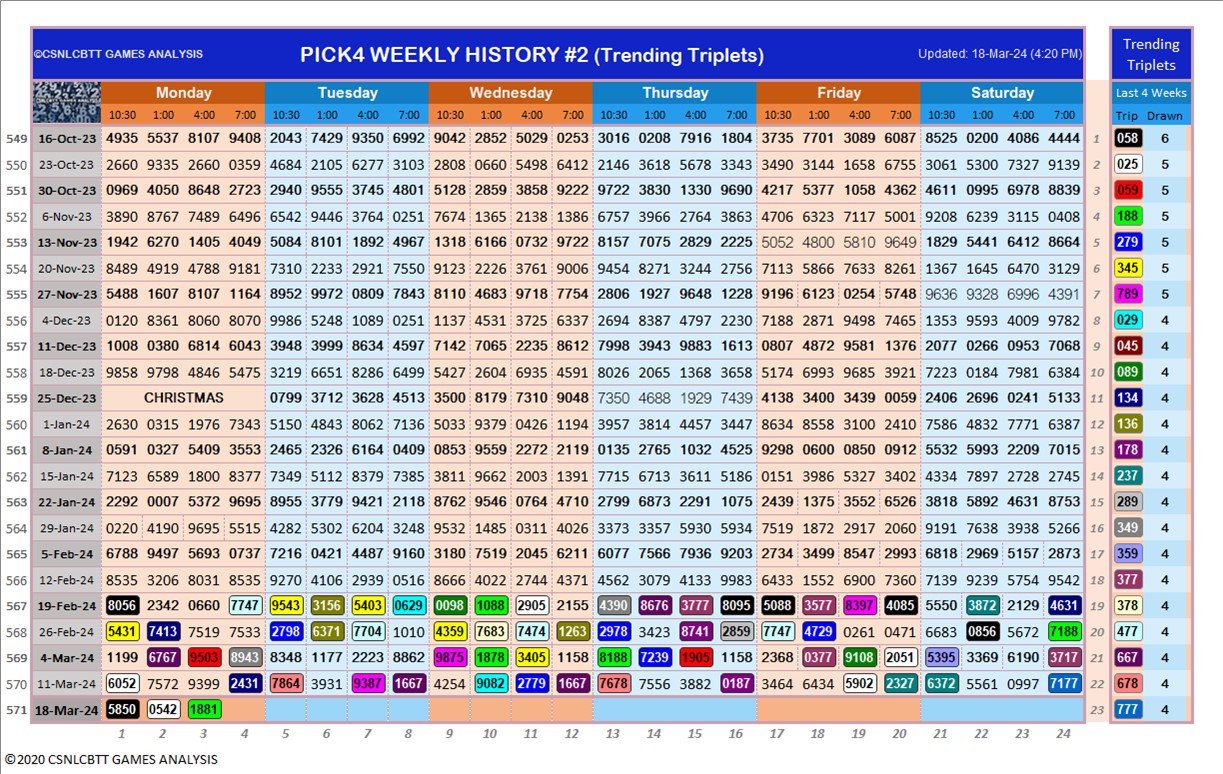 ©CSNLCBTT GAMES ANALYSIS PICK4 WEEKLY HISTORY #2 (Trending Triplets) Updated: 18-Mar-24 (4:20 PM) Trending
Triplets
Monday Tuesday Wednesday Thursday Friday Saturday Last 4 Weeks
10:30 1:00 4:00 7:00 10:30 1:00 4:00 7:00 10:30 1:00 4:00 7:00 10:30 1:00 4:00 7:00 10:30 1:00 4:00 7:00 10:30 1:00 4:00 7:00 Trip Drawn
549 16-Oct-23 4935 5537 8107 9408 2043 7429 9350 6992 9042 2852 5029 0253 3016 0208 7916 1804 3735 7701 3089 6087 8525 0200 4086 4444 1 058 6
550 23-Oct-23 2660 9335 2660 0359 4684 2105 6277 3103 9808 0660 5498 6412 2146 3618 5678 3343 3490 3144 1658 6755 3061 5300 7327 9139 2 025 5
551 30-Oct-23 0969 4050 8648 2723 2940 9555 3745 4801 5128 2859 3858 9222 9722 3830 1330 9690 4217 5377 1058 4362 4611 0995 6978 8839 3 059 5
552 6-Nov-23 3890 8767 7489 6496 6542 9446 3764 0251 7674 1365 2138 1386 6757 3966 2764 3863 4706 6323 7117 5001 9208 6239 3115 0408 4 188 5
553 13-Nov-23 1942 6270 1405 4049 5084 8101 1892 4967 1318 6166 0732 9722 8157 7075 2829 2225 5052 4800 5810 9649 1829 5441 6412 8664 5 279 5
554 20-Nov-23 8489 4919 4788 9181 7310 2233 2921 7550 9123 2226 3761 9006 9454 8271 3244 2756 7113 5866 7633 8261 1367 1645 6470 3129 6 345 5
555 27-Nov-23 5488 1607 8107 1164 8952 9972 0809 7843 8110 4683 9718 7754 2806 1927 9648 1228 9196 6123 0254 5748 9636 9328 6996 4391 7 789 5
556 4-Dec-23 0120 8361 8060 8070 9986 5248 1089 0251 1137 4531 3725 6337 2694 8387 4797 2230 7188 2871 9498 7465 1353 9593 4009 9782 8 029 4
557 11-Dec-23 1008 0380 6814 6043 3948 3999 8634 4597 7142 7065 2235 8612 7998 3943 9883 1613 0807 4872 9581 1376 2077 0266 0953 7068 9 045 4
558 18-Dec-23 9858 9798 4846 5475 3219 6651 8286 6499 5427 2604 6935 4591 8026 2065 1368 3658 5174 6993 9685 3921 7223 0184 7981 6384 10 089 4
559 25-Dec-23 CHRISTMAS 0799 3712 3628 4513 3500 8179 7310 9048 7350 4688 1929 7439 4138 3400 3439 0059 2406 2696 0241 5133 11 134 4
560 1-Jan-24 2630 0315 1976 7343 5150 4843 8062 7136 5033 9379 0426 1194 3957 3814 4457 3447 8634 8558 3100 2410 7586 4832 7771 6387 12 136 4
561 8-Jan-24 0591 0327 5409 3553 2465 2326 6164 0409 0853 9559 2272 2119 0135 2765 1032 4525 9298 0600 0850 0912 5532 5993 2209 7015 13 178 4
562 15-Jan-24 7123 6589 1800 8377 7349 5112 8379 7382 9811 9662 2003 1391 7715 6713 3611 5186 0151 3986 5327 3402 4334 7897 2728 2745 14 237 4
563 22-Jan-24 2292 0007 5372 9695 8955 3779 9421 2118 8762 9546 0764 4710 2799 6873 2291 1075 2439 1375 3552 6526 3818 5892 4631 8753 15 289 4
564 29-Jan-24 0220 4190 9695 5515 4282 5302 6204 3248 9532 1485 0311 4026 3373 3357 5930 5934 7519 1872 2917 2060 9191 7638 3938 5266 16 349 4
565 5-Feb-24 6788 9497 5693 0737 7216 0421 4487 9160 3180 7519 2045 6211 6077 7566 7936 9203 2734 3499 8547 2993 6818 2969 5157 2873 17 359 4
566 12-Feb-24 8535 3206 8031 8535 9270 4106 2939 0516 8666 4022 2744 4371 4562 3079 4133 9983 6433 1552 6900 7360 7139 9239 5754 9542 18 377 4
567 19-Feb-24 8056 2342 0660 7747 9543 3156 5403 0629 0098 1088 2905 2155 4390 8676 3777 8095 5088 3577 8397 4085 5550 3872 2129 4631 19 378 4
568 26-Feb-24 5431 7413 7519 7533 2798 6371 7704 1010 4359 7683 7474 1263 2978 3423 8741 2859 7747 4729 0261 0471 6683 0856 5672 7188 20 477 4
569 4-Mar-24 1199 6767 9503 8943 8348 1177 2223 8862 9875 1878 3405 1158 8188 7239 1905 1158 2368 0377 9108 2051 5395 3369 6190 3717 21 667 4
570 11-Mar-24 6052 7572 9399 2431 7864 3931 9387 1667 4254 9082 2779 1667 7678 7556 3882 0187 3464 6434 5902 2327 6372 5561 0997 7177 22 678 4
571 18-Mar-24 5850 0542 1881 23 777 4
1 2 3 4 5 6 7 8 9 10 11 12 13 14 15 16 17 18 19 20 21 22 23 24
©2020 CSNLCBTT GAMES ANALYSIS